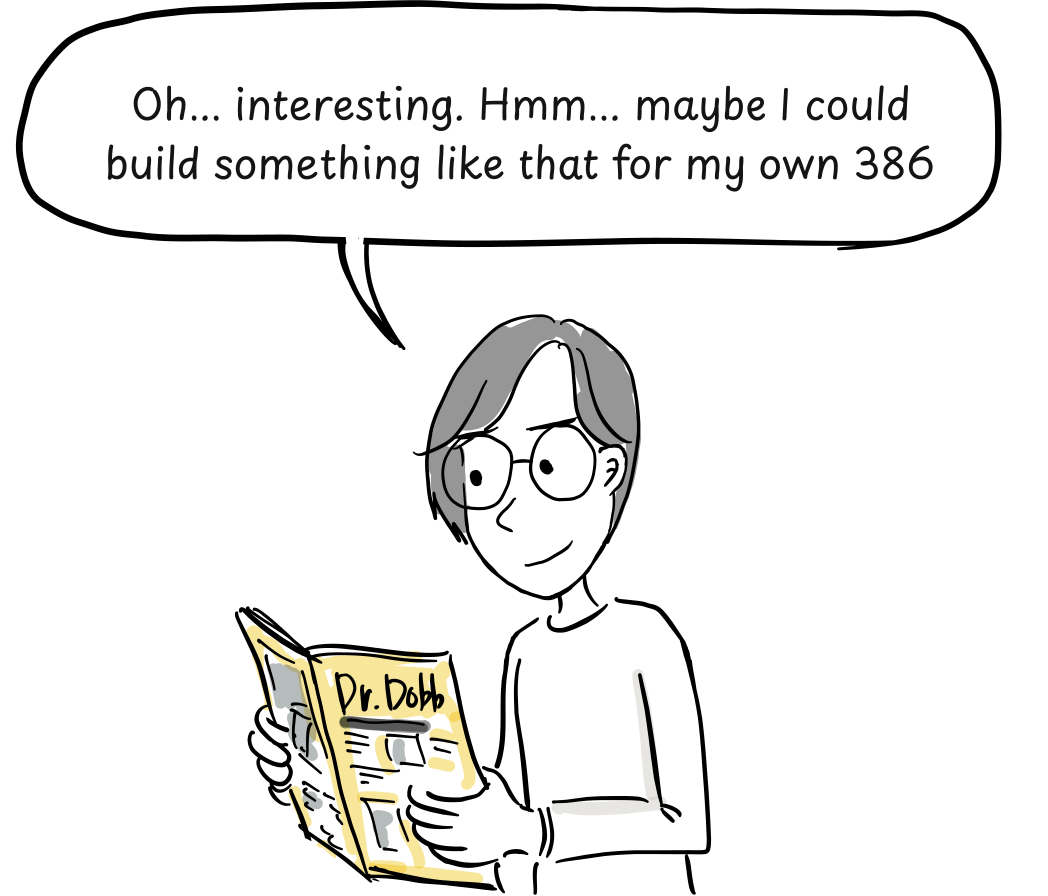 Oh... interesting. Hmm... maybe I could
build something like that for my own 386
Dr. Dobb